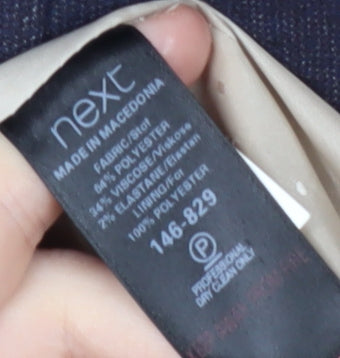 next
MADE IN MACEDONIA
FABRIC/Stof
64% POLYESTER
34% VISCOSE/Viskose
2% ELASTANE/Elastan
LINING/For
100% POLYESTER
146-829
P
PROFESSIONAL
DRY CLEAN ONLY